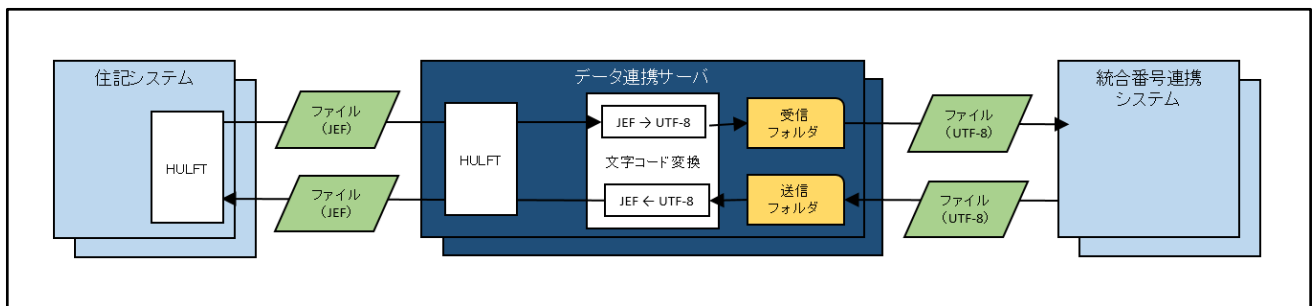 住記システム
HULFT
ファイル
(JEF)
ファイル
(JEF)
データ連携サーバ
HULFT
JEF → UTF-8
文字コード変換
JEF ← UTF-8
受信
フォルダ
送信
フォルダ
ファイル
(UTF-8)
ファイル
(UTF-8)
統合番号連携
システム